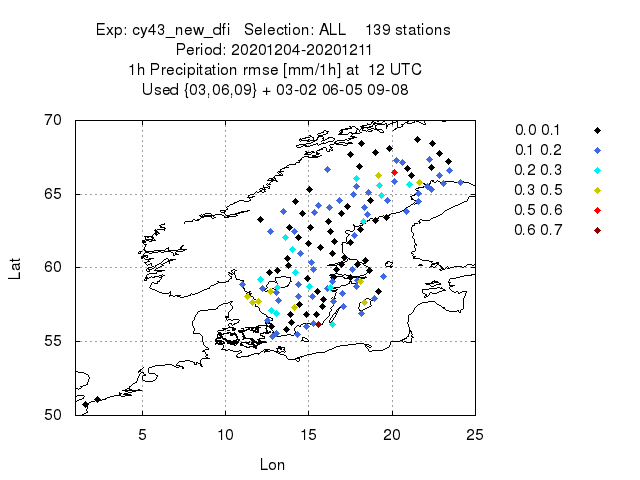 Exp: cy43_new_dfi Selection: ALL 139 stations
Period: 20201204-20201211
1h Precipitation rmse [mm/1h] at 12 UTC
Used {03,06,09} + 03-02 06-05 09-08
70
65
60
55
50
Lat
5
10
15
20
25
Lon
0.0 0.1
0.1 0.2
0.2 0.3
0.3 0.5
0.5 0.6
0.6 0.7